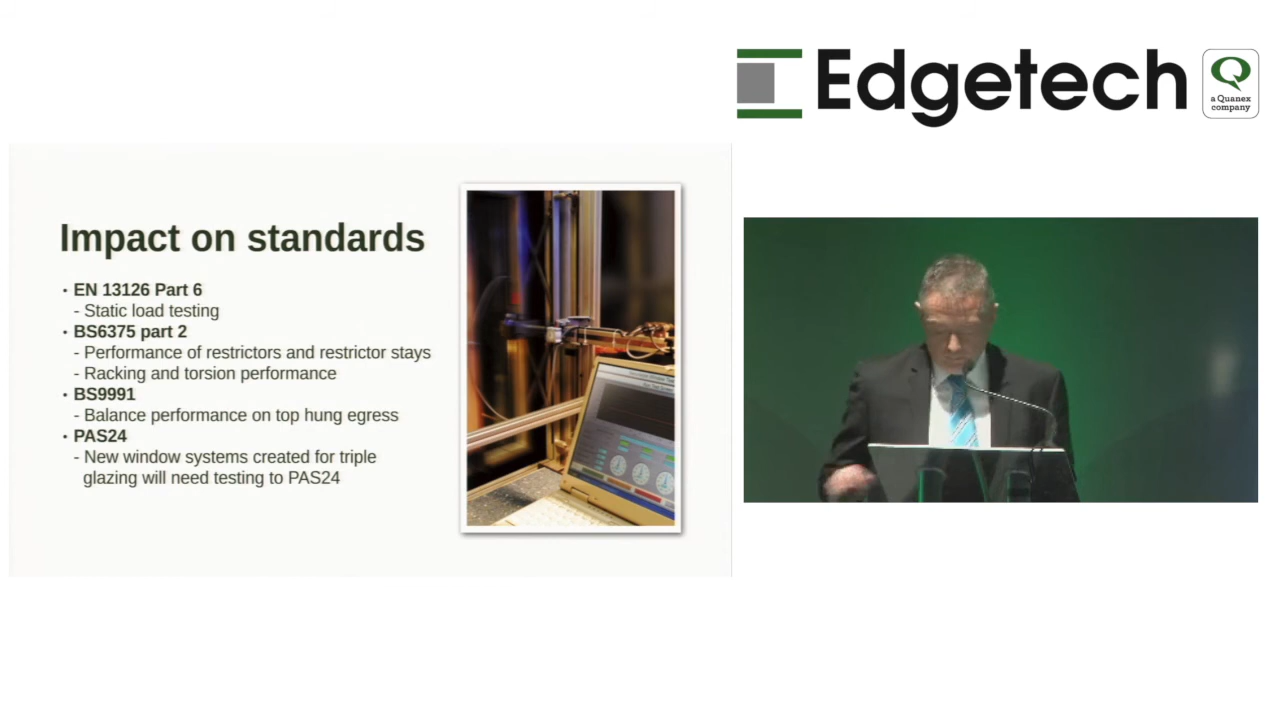 Edgetech
a Quanex
company
Impact on standards
• EN 13126 Part 6
- Static load testing
• BS6375 part 2
- Performance of restrictors and restrictor stays
- Racking and torsion performance
• BS9991
- Balance performance on top hung egress
• PAS24
- New window systems created for triple
glazing will need testing to PAS24